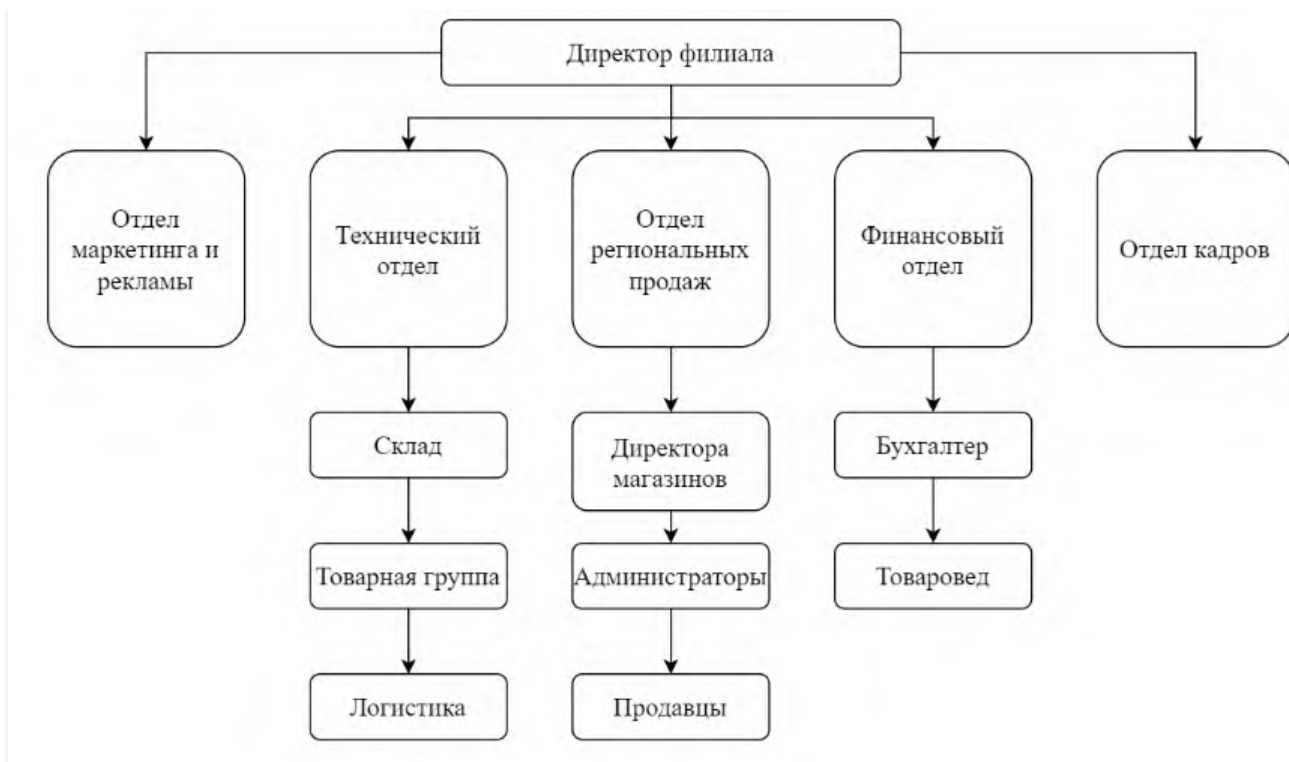 Директор филиала
Отдел
маркетинга и
рекламы
Технический
отдел
Отдел
региональных
продаж
Финансовый
отдел
Отдел кадров
Склад
Директора
магазинов
Бухгалтер
Товарная группа
Администраторы
Товаровед
Логистика
Продавцы